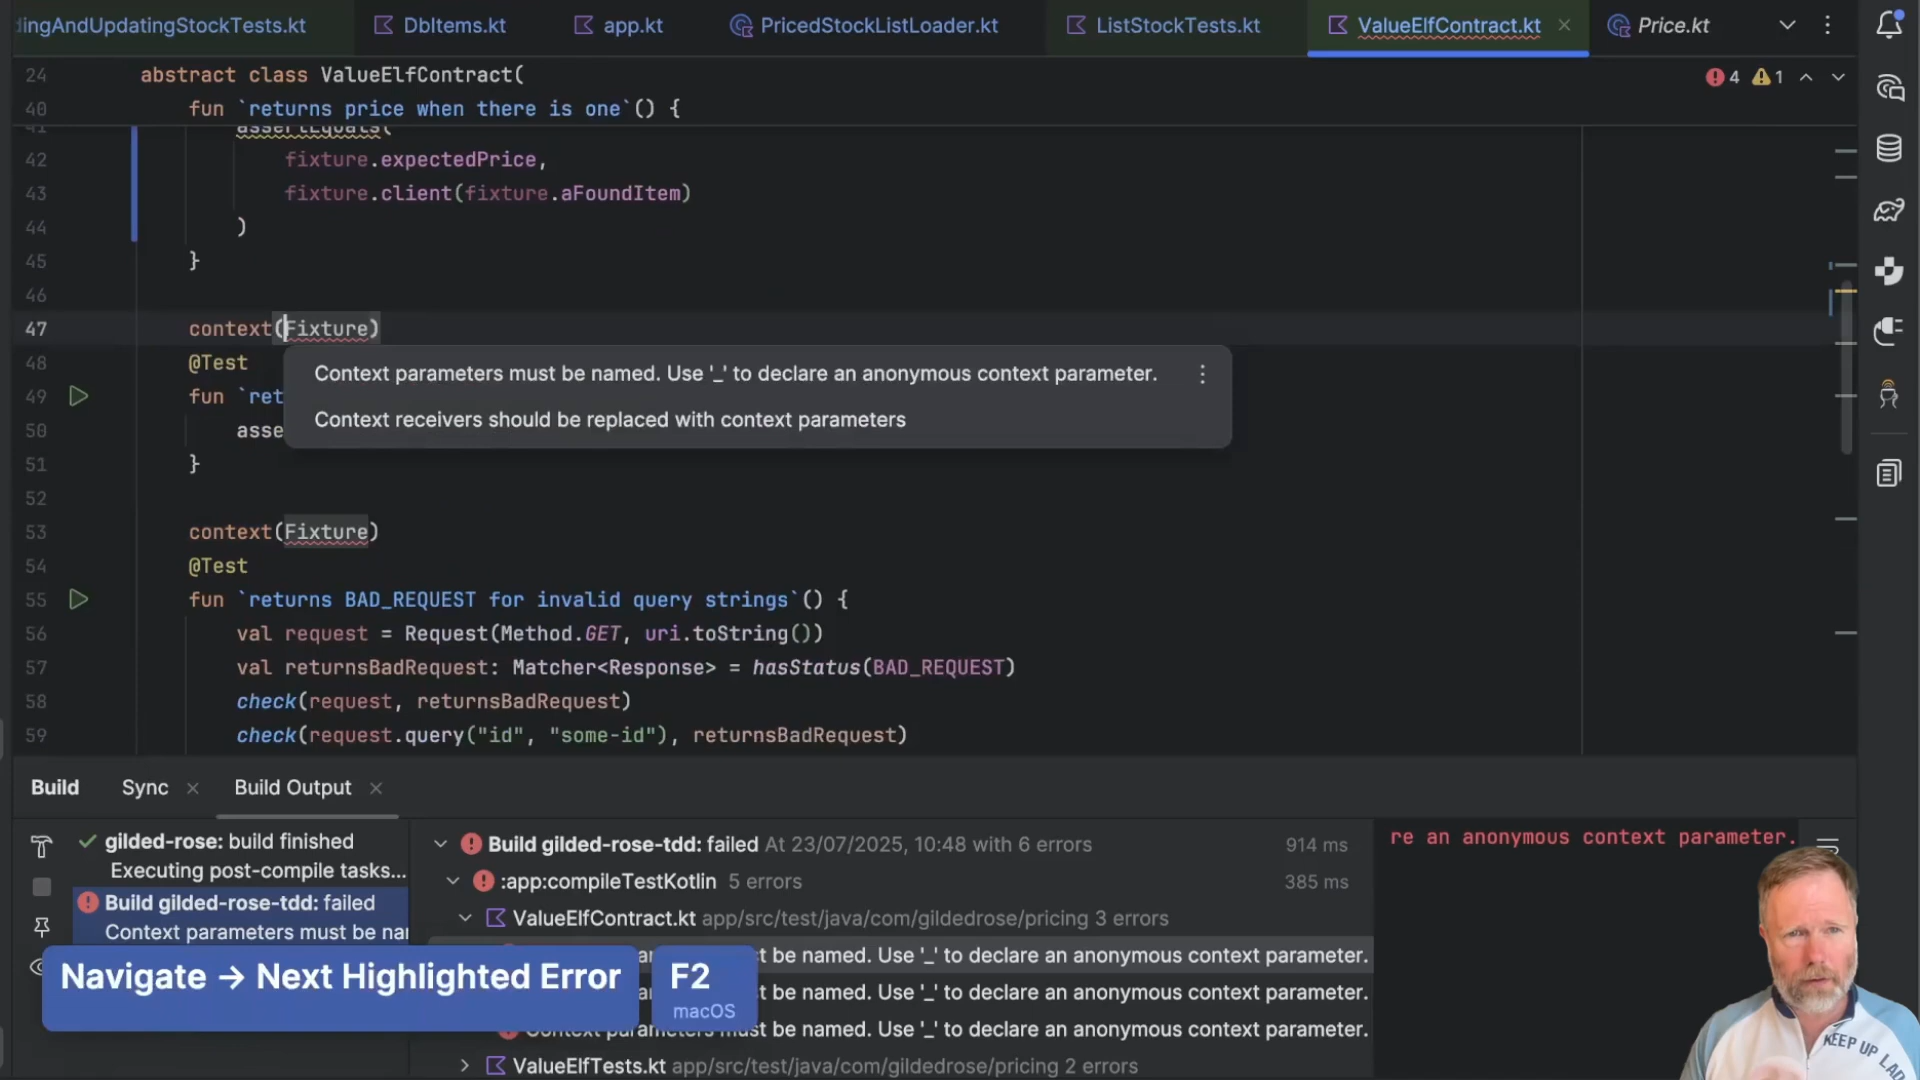 ingAndUpdatingStockTests.kt
DbItems.kt
app.kt
PricedStockListLoader.kt
ListStockTests.kt
ValueElfContract.kt
Price.kt
24 abstract class ValueElfContract(
4 1
40 fun `returns price when there is one`() {
41 assertEquals(
42 fixture.expectedPrice,
43 fixture.client(fixture.aFoundItem)
44 )
45 }
46
47 context(Fixture)
48 @Test
Context parameters must be named. Use '_' to declare an anonymous context parameter.
49 fun `ret
Context receivers should be replaced with context parameters
50 asse
51 }
52
53 context(Fixture)
54 @Test
55 fun `returns BAD_REQUEST for invalid query strings`() {
56 val request = Request(Method.GET, uri.toString())
57 val returnsBadRequest: Matcher<Response> = hasStatus(BAD_REQUEST)
58 check(request, returnsBadRequest)
59 check(request.query("id", "some-id"), returnsBadRequest)
Build
Sync
Build Output
gilded-rose: build finished
Executing post-compile tasks...
Build gilded-rose-tdd: failed
Context parameters must be nar
Build gilded-rose-tdd: failed At 23/07/2025, 10:48 with 6 errors 914 ms
:app:compileTestKotlin 5 errors 385 ms
ValueElfContract.kt app/src/test/java/com/gildedrose/pricing 3 errors
t be named. Use '_' to declare an anonymous context parameter.
t be named. Use '_' to declare an anonymous context parameter.
must be named. Use '_' to declare an anonymous context parameter.
ValueElfTests.kt app/src/test/java/com/gildedrose/pricing 2 errors
re an anonymous context parameter.
Navigate → Next Highlighted Error
F2
macOS
KEEP UP LAD